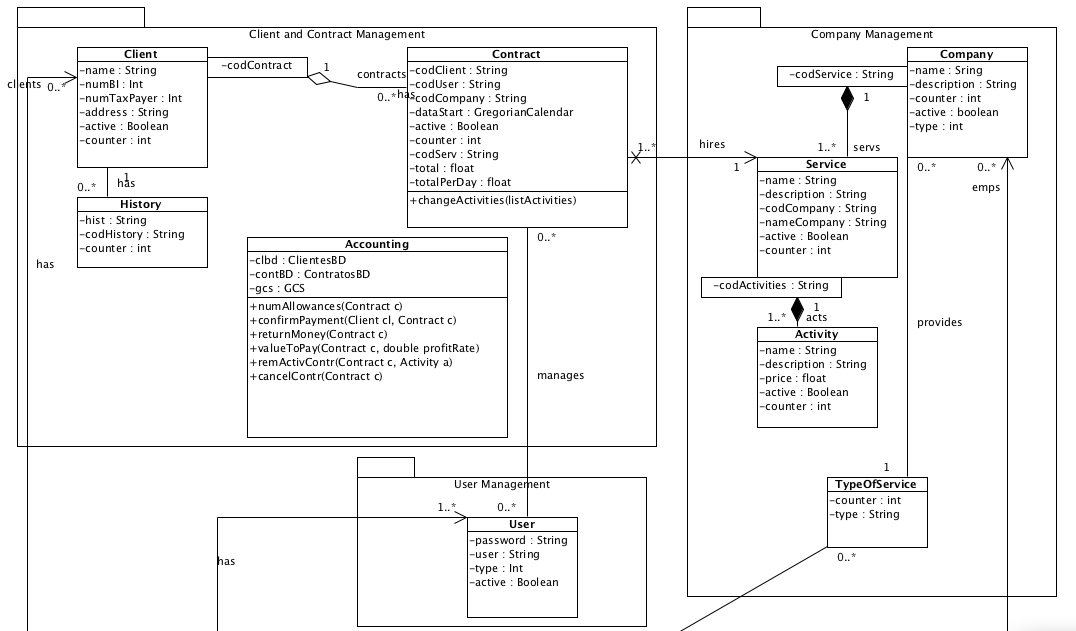 Client and Contract Management
Client
-name : String
-numBI : Int
-numTaxPayer : Int
-address : String
-active : Boolean
-counter : int
-codContract
1
contracts
0..*
has
clients
0..*
Contract
-codClient : String
-codUser : String
-codCompany : String
-dataStart : GregorianCalendar
-active : Boolean
-counter : int
-codServ : String
-total : float
-totalPerDay : float
+changeActivities(listActivities)
1
0..*
has
History
-hist : String
-codHistory : String
-counter : int
has
Accounting
-clbd : ClientesBD
-contBD : ContratosBD
-gcs : GCS
+numAllowances(Contract c)
+confirmPayment(Client cl, Contract c)
+returnMoney(Contract c)
+valueToPay(Contract c, double profitRate)
+remActivContr(Contract c, Activity a)
+cancelContr(Contract c)
0..*
manages
1..*
hires
1
Company Management
Company
-name : Sring
-description : String
-counter : int
-active : boolean
-type : int
-codService : String
1
1..*
servs
Service
-name : String
-description : String
-codCompany : String
-nameCompany : String
-active : Boolean
-counter : int
0..*
0..*
emps
-codActivities : String
1
1..*
acts
Activity
-name : String
-description : String
-price : float
-active : Boolean
-counter : int
provides
1
TypeOfService
-counter : int
-type : String
0..*
User Management
1..*
0..*
User
-password : String
-user : String
-type : Int
-active : Boolean
has